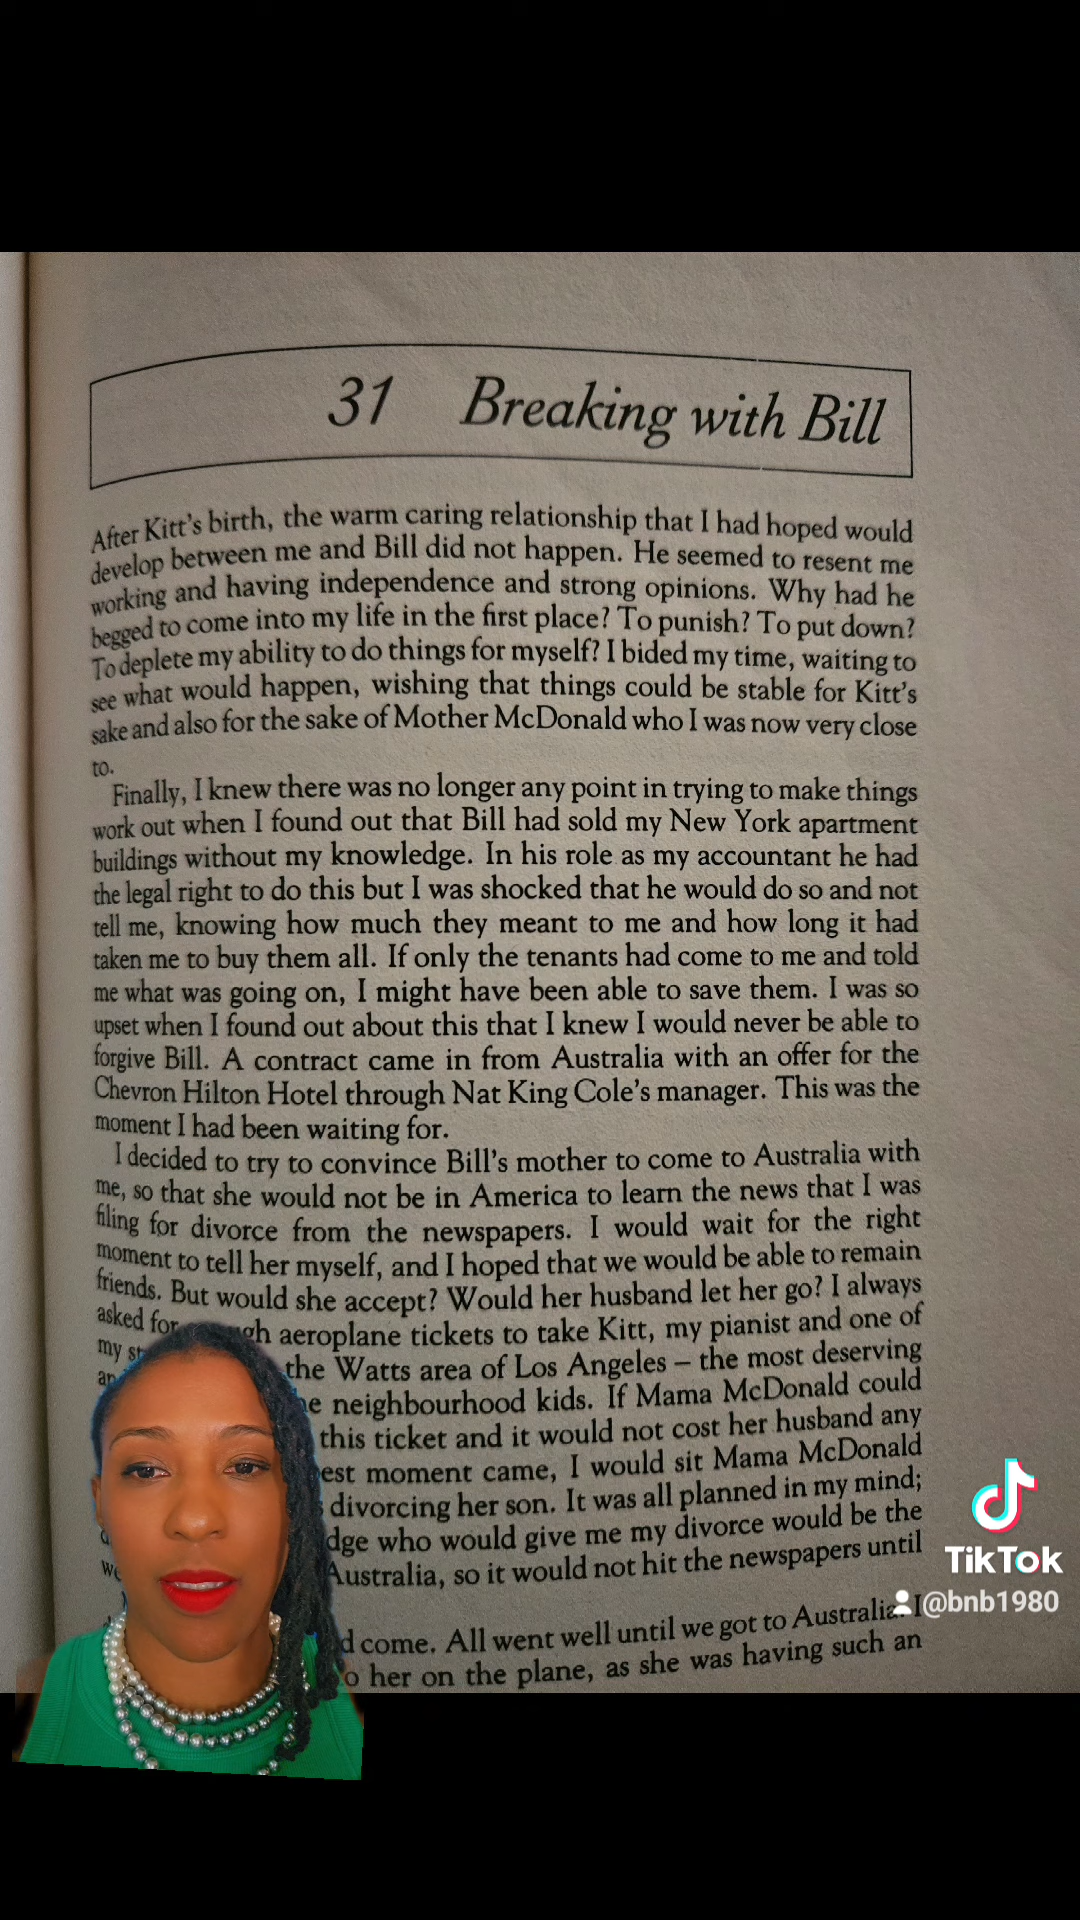 31 Breaking with Bill
After Kitt's birth, the warm caring relationship that I had hoped would
develop between me and Bill did not happen. He seemed to resent me
working and having independence and strong opinions. Why had he
begged to come into my life in the first place? To punish? To put down?
To deplete my ability to do things for myself? I bided my time, waiting to
see what would happen, wishing that things could be stable for Kitt's
sake and also for the sake of Mother McDonald who I was now very close
to.
Finally, I knew there was no longer any point in trying to make things
work out when I found out that Bill had sold my New York apartment
buildings without my knowledge. In his role as my accountant he had
the legal right to do this but I was shocked that he would do so and not
tell me, knowing how much they meant to me and how long it had
taken me to buy them all. If only the tenants had come to me and told
me what was going on, I might have been able to save them. I was so
upset when I found out about this that I knew I would never be able to
forgive Bill. A contract came in from Australia with an offer for the
Chevron Hilton Hotel through Nat King Cole's manager. This was the
moment I had been waiting for.
I decided to try to convince Bill's mother to come to Australia with
me, so that she would not be in America to learn the news that I was
filing for divorce from the newspapers. I would wait for the right
moment to tell her myself, and I hoped that we would be able to remain
friends. But would she accept? Would her husband let her go? I always
asked for aeroplane tickets to take Kitt, my pianist and one of
my the Watts area of Los Angeles – the most deserving
neighbourhood kids. If Mama McDonald could
this ticket and it would not cost her husband any
moment came, I would sit Mama McDonald
divorcing her son. It was all planned in my mind;
who would give me my divorce would be the
Australia, so it would not hit the newspapers until
come. All went well until we got to Australia. I
her on the plane, as she was having such an
TikTok
@bnb1980